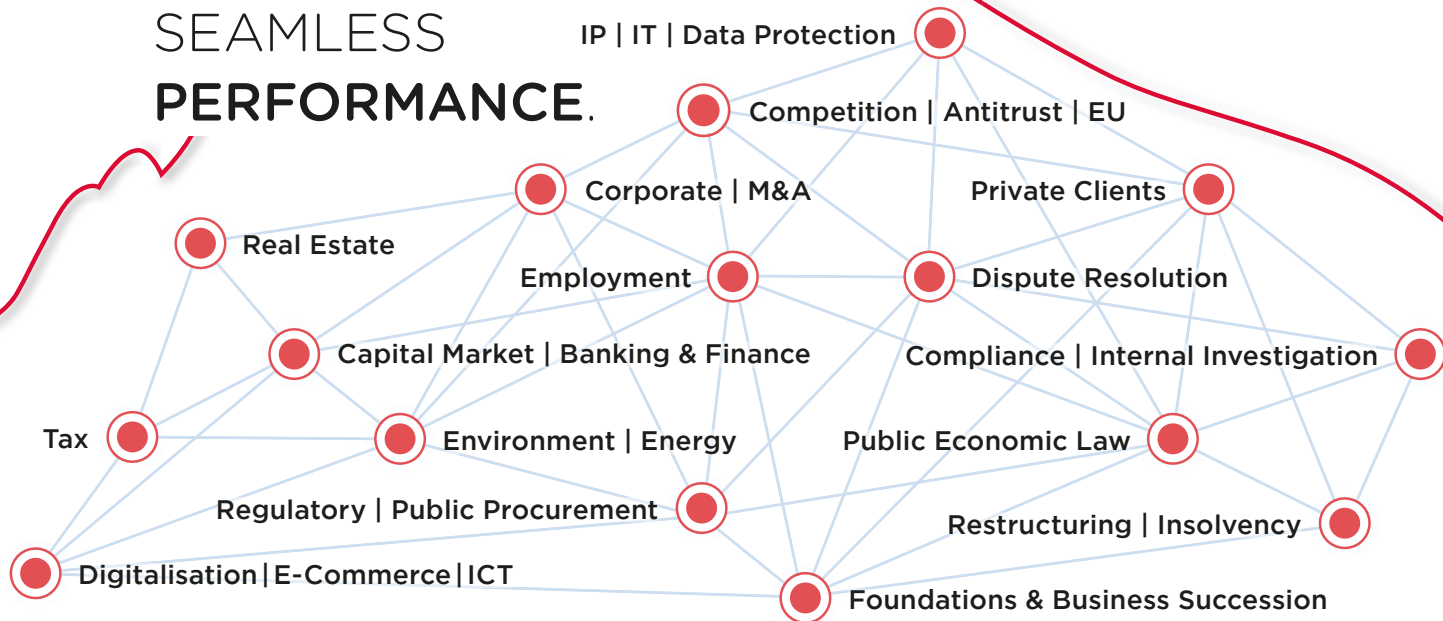 SEAMLESS
PERFORMANCE.
IP | IT | Data Protection
Competition | Antitrust | EU
Corporate | M&A
Private Clients
Real Estate
Employment
Dispute Resolution
Capital Market | Banking & Finance
Compliance | Internal Investigation
Tax
Environment | Energy
Public Economic Law
Regulatory | Public Procurement
Restructuring | Insolvency
Digitalisation | E-Commerce | ICT
Foundations & Business Succession